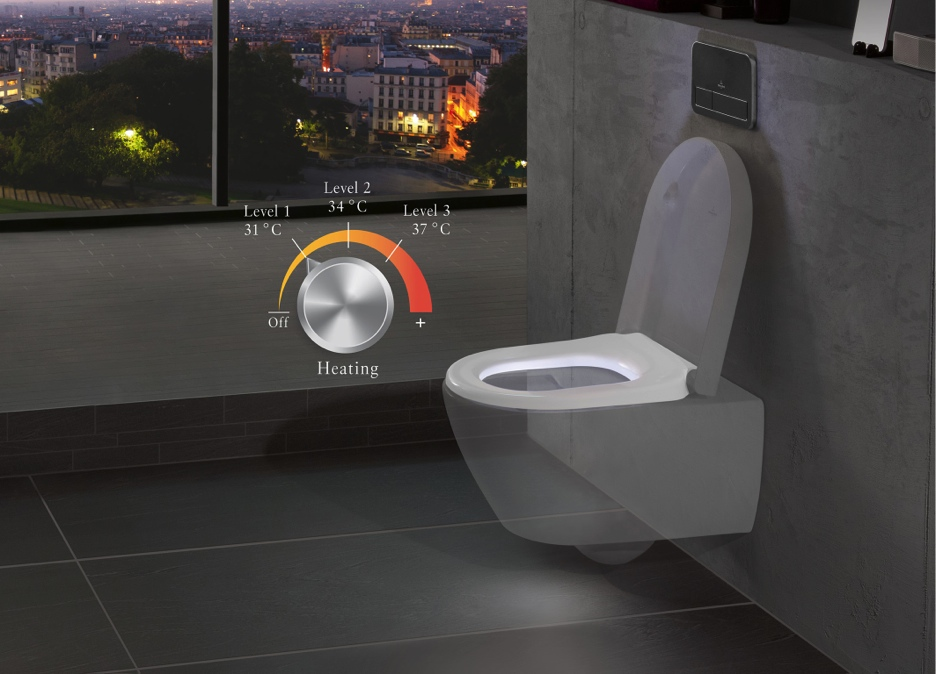 Level 2
34 °C
Level 1
31 °C
Level 3
37 °C
Off
+
Heating